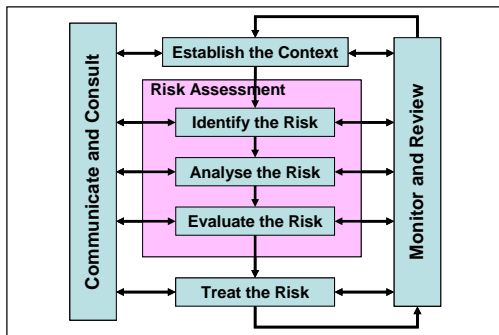 Establish the Context
Risk Assessment
Identify the Risk
Analyse the Risk
Evaluate the Risk
Treat the Risk
Communicate and Consult
Monitor and Review